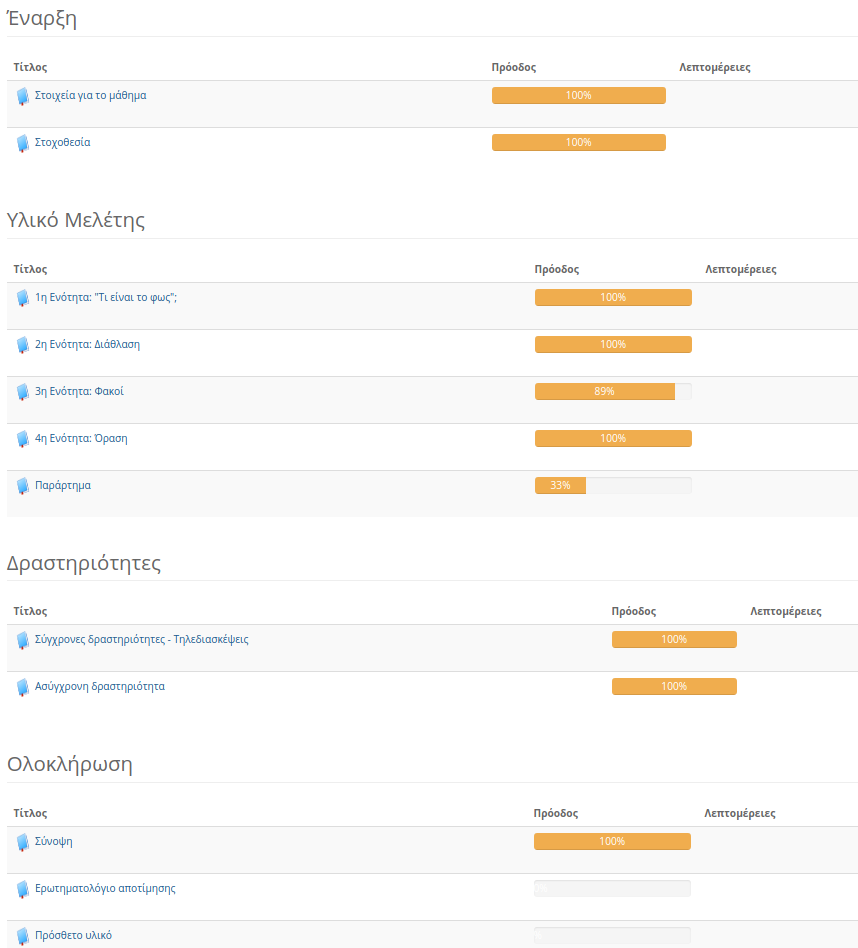 Έναρξη
Τίτλος Πρόοδος Λεπτομέρειες
Στοιχεία για το μάθημα 100%
Στοχοθεσία 100%
Υλικό Μελέτης
Τίτλος Πρόοδος Λεπτομέρειες
1η Ενότητα: "Τι είναι το φως"; 100%
2η Ενότητα: Διάθλαση 100%
3η Ενότητα: Φακοί 89%
4η Ενότητα: Όραση 100%
Παράρτημα 33%
Δραστηριότητες
Τίτλος Πρόοδος Λεπτομέρειες
Σύγχρονες δραστηριότητες - Τηλεδιασκέψεις 100%
Ασύγχρονη δραστηριότητα 100%
Ολοκλήρωση
Τίτλος Πρόοδος Λεπτομέρειες
Σύνοψη 100%
Ερωτηματολόγιο αποτίμησης
Πρόσθετο υλικό